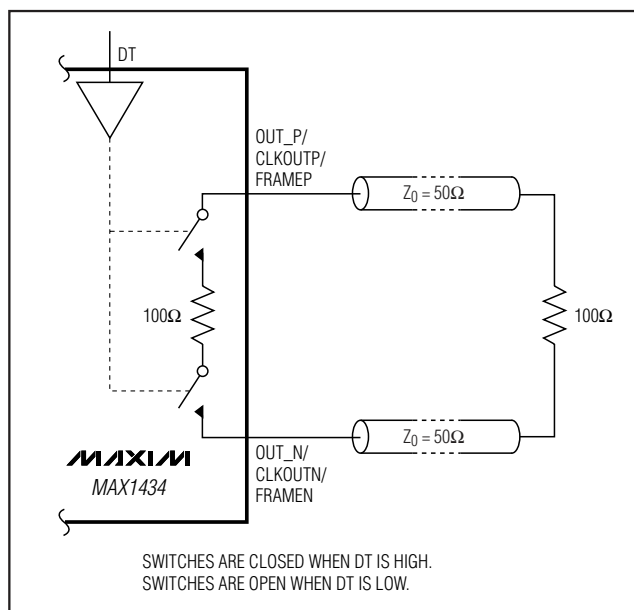 DT
OUT_P/
CLKOUTP/
FRAMEP
Z0 = 50Ω
100Ω
100Ω
Z0 = 50Ω
OUT_N/
CLKOUTN/
FRAMEN
MAXIM
MAX1434
SWITCHES ARE CLOSED WHEN DT IS HIGH.
SWITCHES ARE OPEN WHEN DT IS LOW.